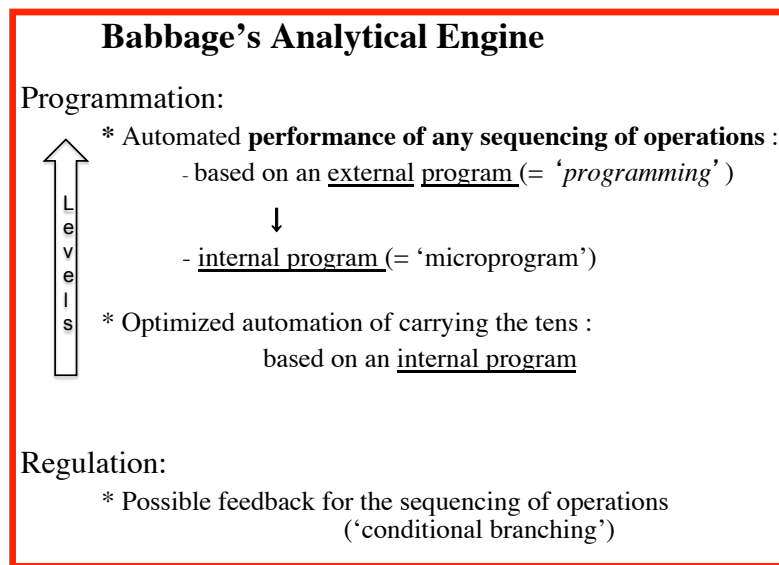 Babbage’s Analytical Engine
Programmation:
* Automated performance of any sequencing of operations :
- based on an external program (= ‘programming’ )
↓
- internal program (= ‘microprogram’)
Levels
* Optimized automation of carrying the tens :
based on an internal program
Regulation:
* Possible feedback for the sequencing of operations
(‘conditional branching’)